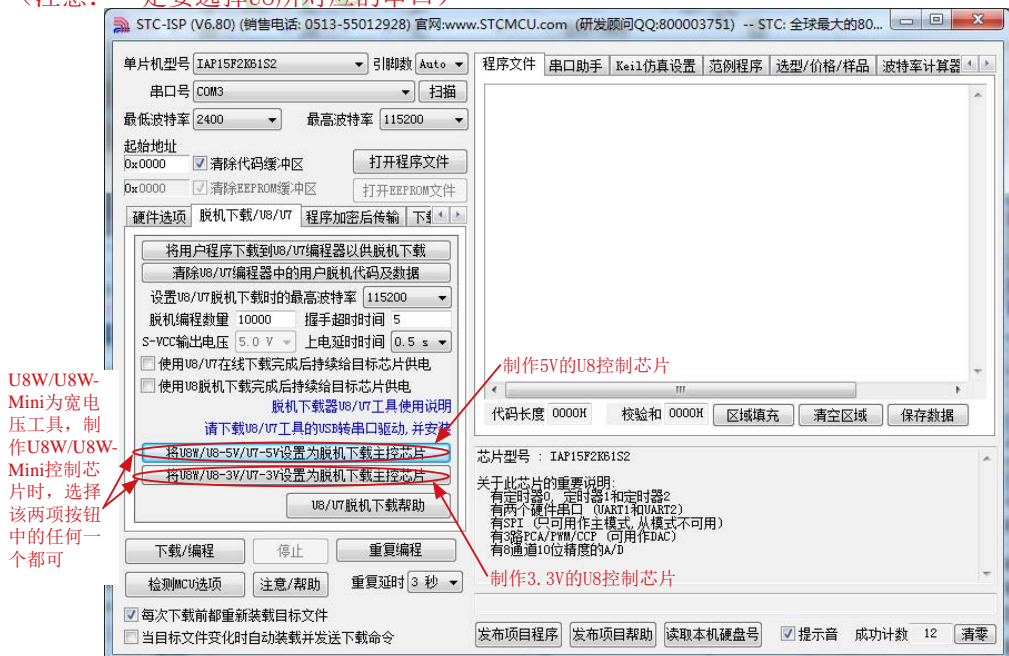 (注意：一定要选择U8所对应的串口)
STC-ISP (V6.80) (销售电话: 0513-55012928) 官网:www.STCMCU.com (研发顾问QQ:800003751) -- STC: 全球最大的80...
单片机型号 IAP15F2K61S2 引脚数 Auto
串口号 COM3 扫描
最低波特率 2400 最高波特率 115200
起始地址
0x0000 清除代码缓冲区 打开程序文件
0x0000 清除EEPROM缓冲区 打开EEPROM文件
硬件选项 脱机下载/U8/U7 程序加密后传输
将用户程序下载到U8/U7编程器以供脱机下载
清除U8/U7编程器中的用户脱机代码及数据
设置U8/U7脱机下载时的最高波特率 115200
脱机编程数量 10000 握手超时时间 5
S-VCC输出电压 5.0 V 上电延时时间 0.5 s
使用U8/U7在线下载完成后持续给目标芯片供电
使用U8脱机下载完成后持续给目标芯片供电
脱机下载器U8/U7工具使用说明
请下载U8/U7工具的USB转串口驱动,并安装
将U8W/U8-5V/U7-5V设置为脱机下载主控芯片
将U8W/U8-3V/U7-3V设置为脱机下载主控芯片
U8/U7脱机下载帮助
下载/编程 停止 重复编程
检测MCU选项 注意/帮助 重复延时 3 秒
每次下载前都重新装载目标文件
当目标文件变化时自动装载并发送下载命令
U8W/U8W-
Mini为宽电
压工具，制
作U8W/U8W-
Mini控制芯
片时，选择
该两项按钮
中的任何一
个都可
程序文件 串口助手 Keil仿真设置 范例程序 选型/价格/样品 波特率计算器
制作5V的U8控制芯片
代码长度 0000H 校验和 0000H 区域填充 清空区域 保存数据
芯片型号 : IAP15F2K61S2
关于此芯片的重要说明:
有定时器0、定时器1和定时器2
有两个硬件串口 (UART1和UART2)
有SPI (只可用作主模式,从模式不可用)
有3路PCA/PWM/CCP (可用作DAC)
有8通道10位精度的A/D
制作3.3V的U8控制芯片
发布项目程序 发布项目帮助 读取本机硬盘号 提示音 成功计数 12 清零